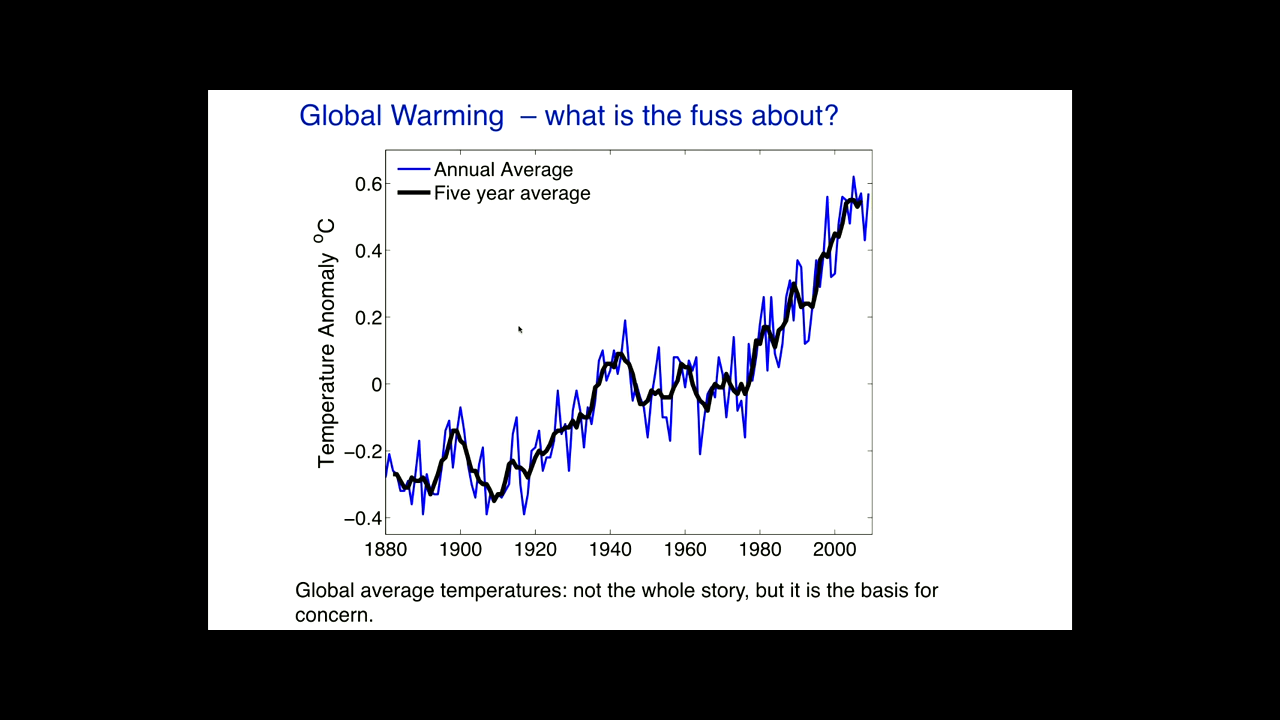 Global Warming – what is the fuss about?
Annual Average
Five year average
Temperature Anomaly °C
0.6
0.4
0.2
0
−0.2
−0.4
1880 1900 1920 1940 1960 1980 2000
Global average temperatures: not the whole story, but it is the basis for
concern.